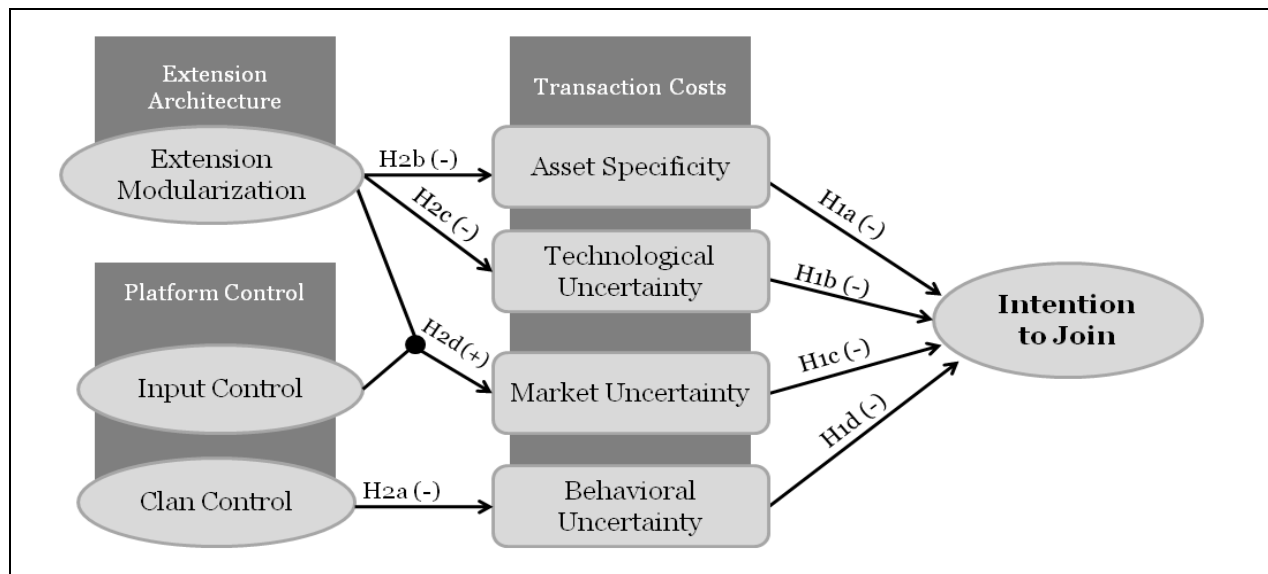 Extension
Architecture
Extension
Modularization
Platform Control
Input Control
Clan Control
H2b (-)
H2c (-)
H2d (+)
H2a (-)
Transaction Costs
Asset Specificity
Technological
Uncertainty
Market Uncertainty
Behavioral
Uncertainty
H1a (-)
H1b (-)
H1c (-)
H1d (-)
Intention
to Join